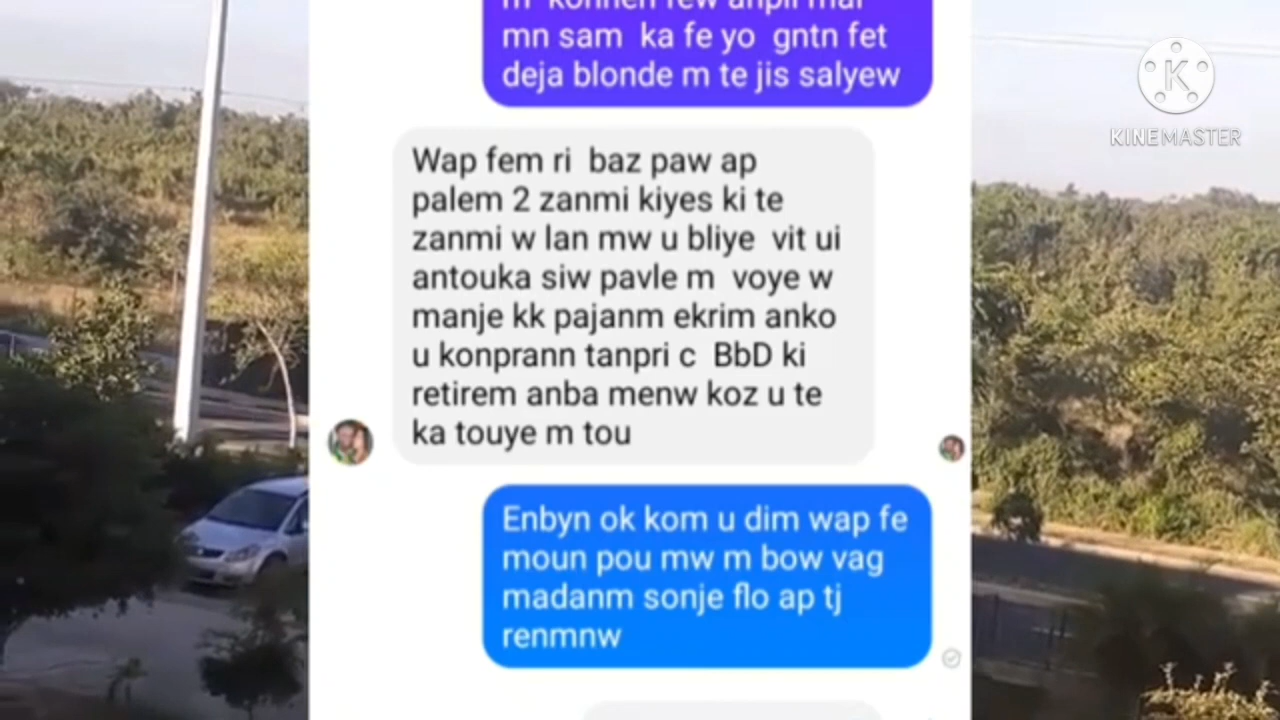 mn sam ka fe yo gntn fet
deja blonde m te jis salyew
Wap fem ri baz paw ap
palem 2 zanmi kiyes ki te
zanmi w lan mw u bliye vit ui
antouka siw pavle m voye w
manje kk pajanm ekrim anko
u konprann tanpri c BbD ki
retirem anba menw koz u te
ka touye m tou
Enbyn ok kom u dim wap fe
moun pou mw m bow vag
madanm sonje flo ap tj
renmnw
K
KINEMASTER